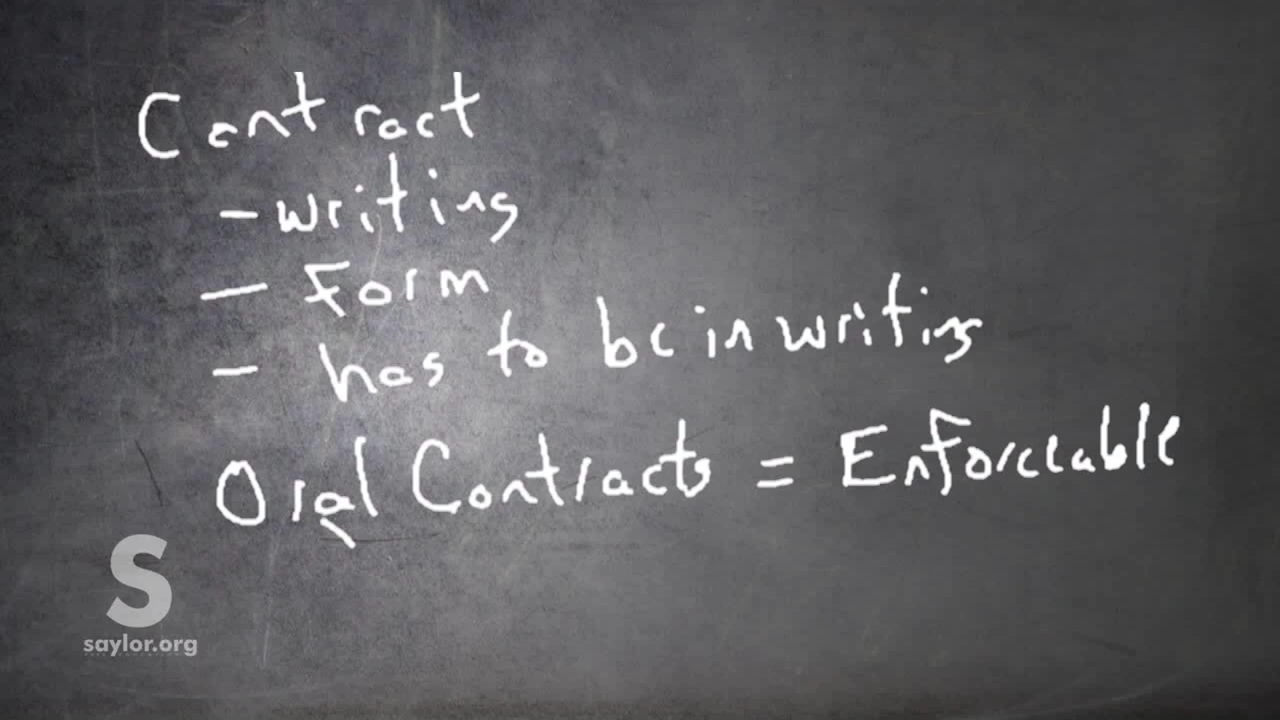 Contract
- writing
- Form
- has to be in writing
Oral Contracts = Enforceable
S
saylor.org